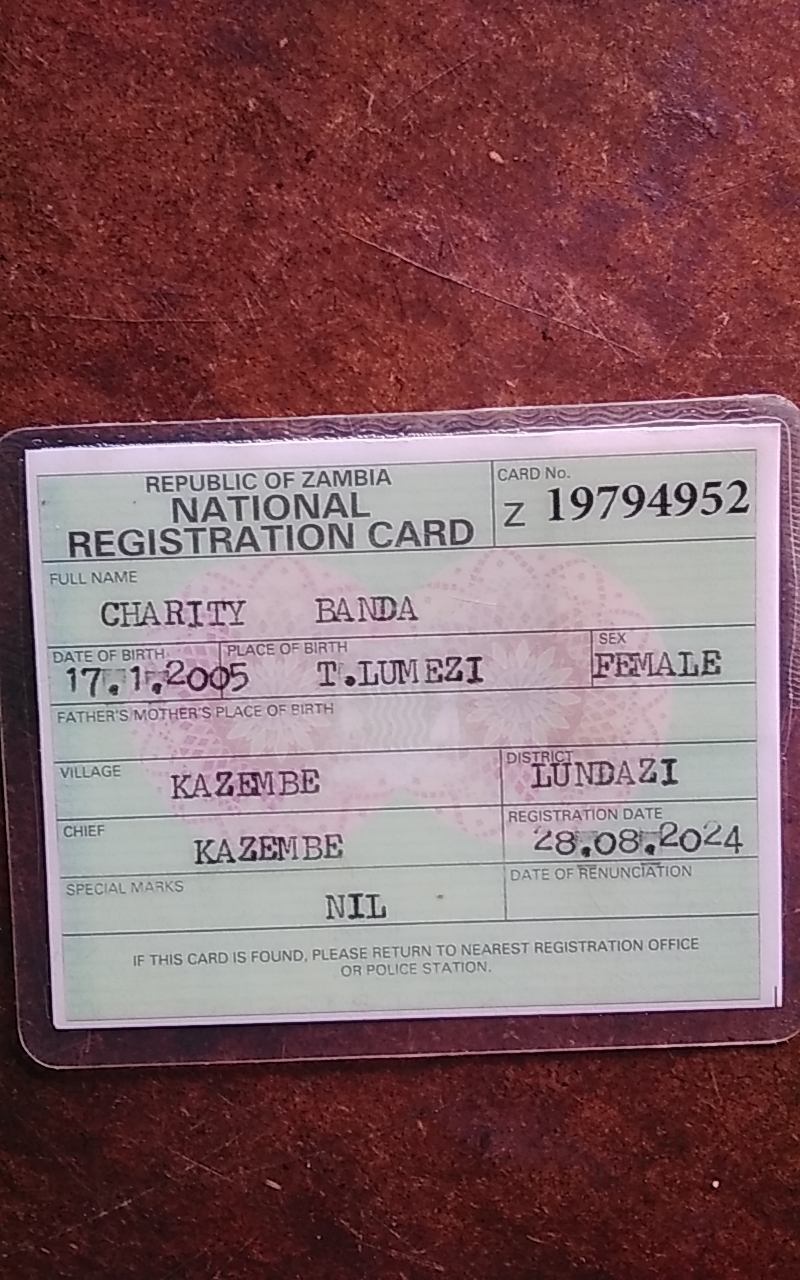 REPUBLIC OF ZAMBIA
NATIONAL
REGISTRATION CARD
CARD No.
Z 19794952
FULL NAME
CHARITY BANDA
DATE OF BIRTH
17.1.2005
PLACE OF BIRTH
T.LUMEZI
SEX
FEMALE
FATHER'S/MOTHER'S PLACE OF BIRTH
VILLAGE
KAZEMBE
DISTRICT
LUNDAZI
CHIEF
KAZEMBE
REGISTRATION DATE
28.08.2024
SPECIAL MARKS
NIL
DATE OF RENUNCIATION
IF THIS CARD IS FOUND, PLEASE RETURN TO NEAREST REGISTRATION OFFICE
OR POLICE STATION.